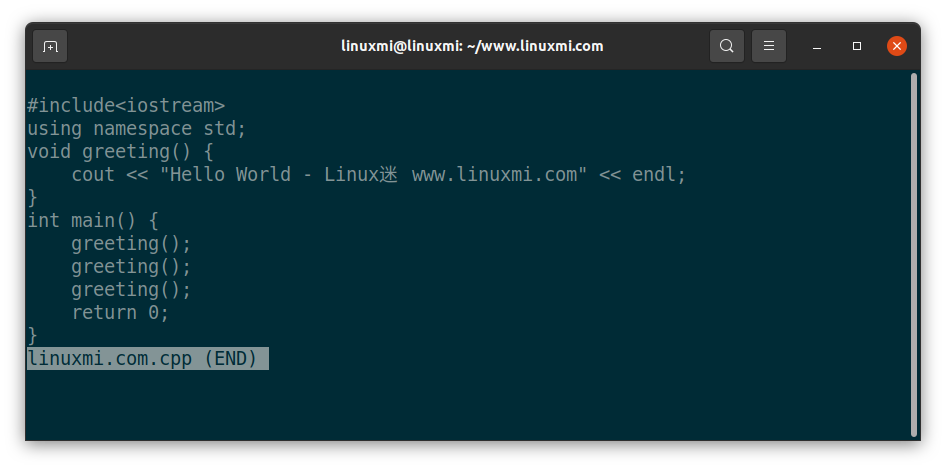 linuxmi@linuxmi: ~/www.linuxmi.com
#include<iostream>
using namespace std;
void greeting() {
    cout << "Hello World - Linux迷 www.linuxmi.com" << endl;
}
int main() {
    greeting();
    greeting();
    greeting();
    return 0;
}
linuxmi.com.cpp (END)